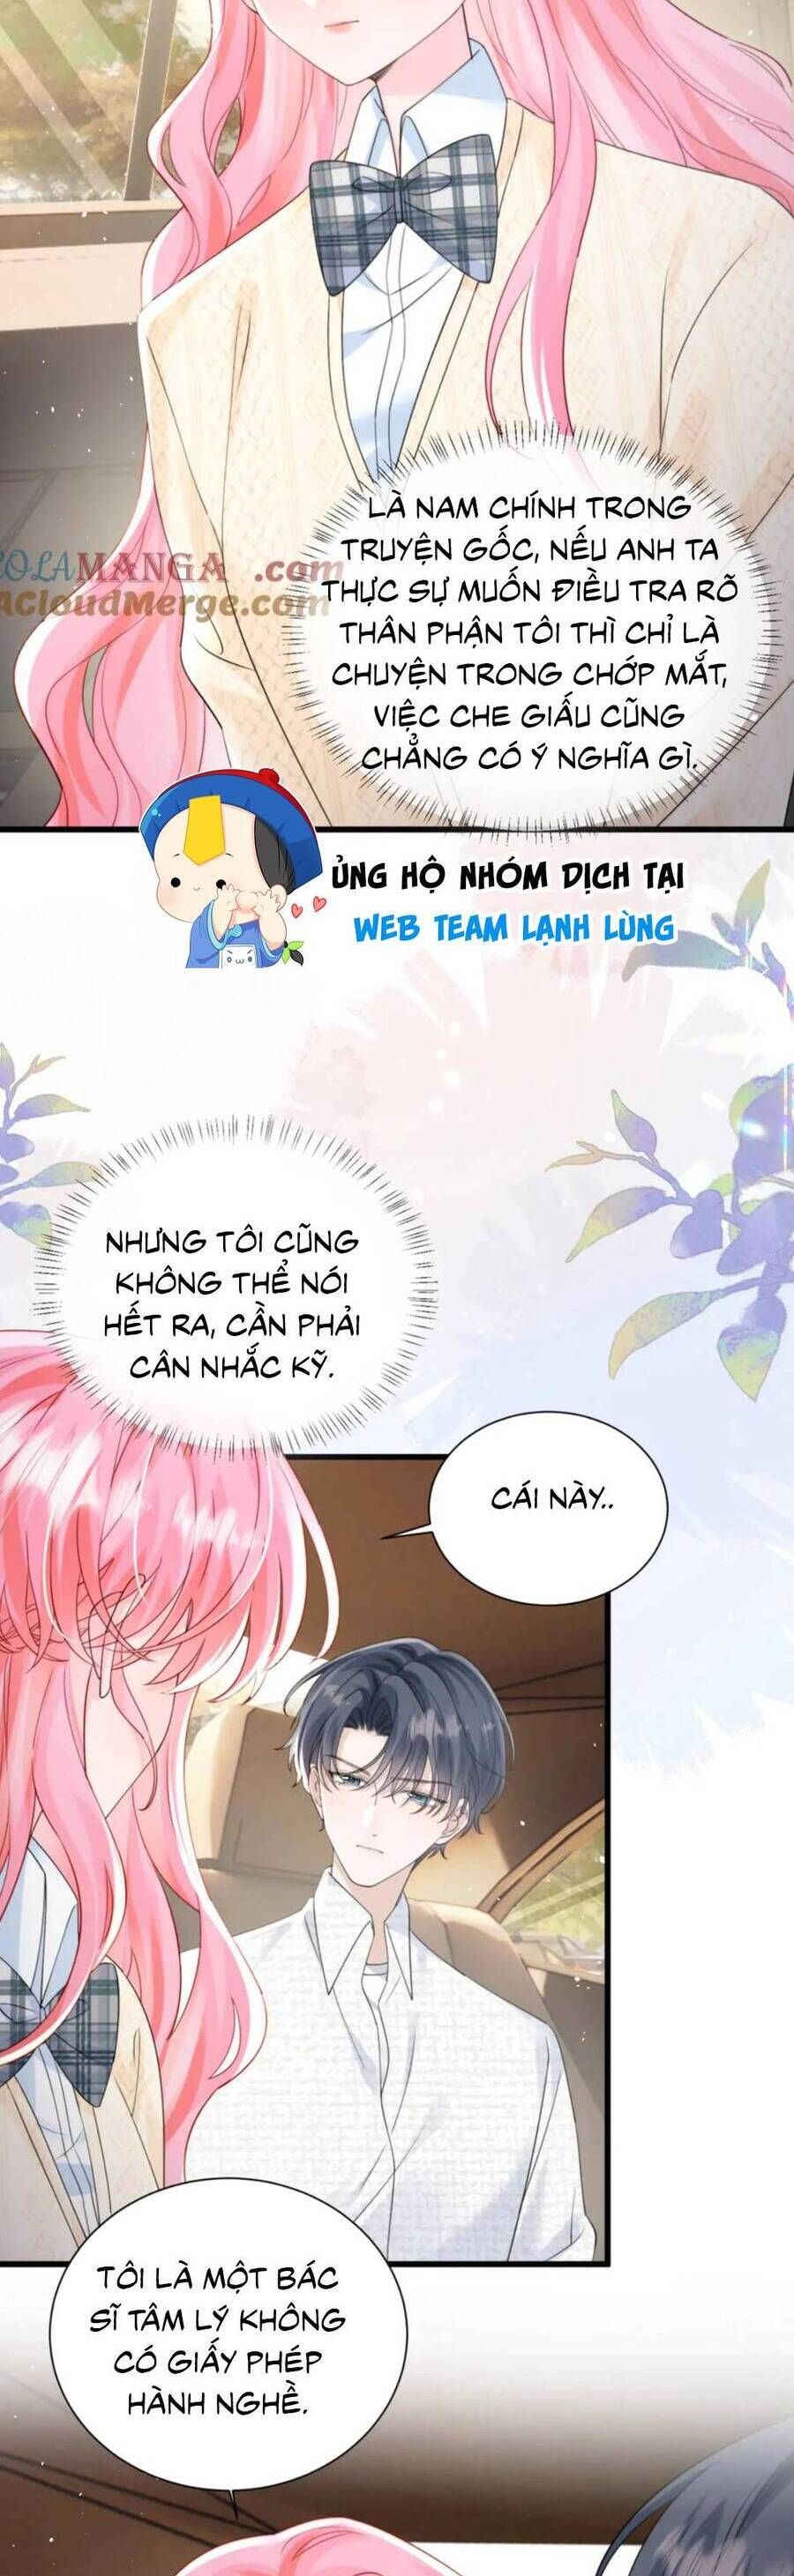 LÀ NAM CHÍNH TRONG
TRUYỆN GỐC, NẾU ANH TA
THỰC SỰ MUỐN ĐIỀU TRA RÕ
THÂN PHẬN TÔI THÌ CHỈ LÀ
CHUYỆN TRONG CHỚP MẮT,
VIỆC CHE GIẤU CŨNG
CHẲNG CÓ Ý NGHĨA GÌ.
COLAMANGA.com
ACloudMerge.com
ỦNG HỘ NHÓM DỊCH TẠI
WEB TEAM LẠNH LÙNG
NHƯNG TÔI CŨNG
KHÔNG THỂ NÓI
HẾT RA, CẦN PHẢI
CÂN NHẮC KỸ.
CÁI NÀY..
TÔI LÀ MỘT BÁC
SĨ TÂM LÝ KHÔNG
CÓ GIẤY PHÉP
HÀNH NGHỀ.